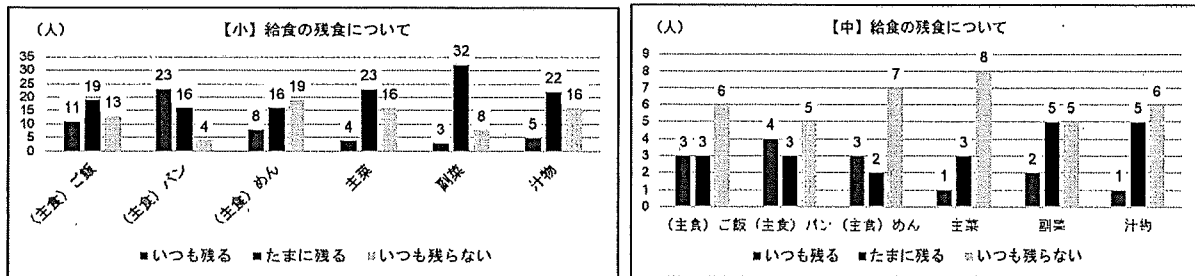 (人)
【小】給食の残食について
35
30
25
20
15
10
5
0
11 19 13
23 16 4
8 16 19
4 23 16
3 32 8
5 22 16
(主食)ご飯
(主食)パン
(主食)めん
主菜
副菜
汁物
■いつも残る ■たまに残る ■いつも残らない
(人)
【中】給食の残食について
9
8
7
6
5
4
3
2
1
0
3 3 6
4 3 5
3 2 7
1 3 8
2 5 5
1 5 6
(主食)ご飯 (主食)パン (主食)めん 主菜 副菜 汁物
■いつも残る ■たまに残る ■いつも残らない